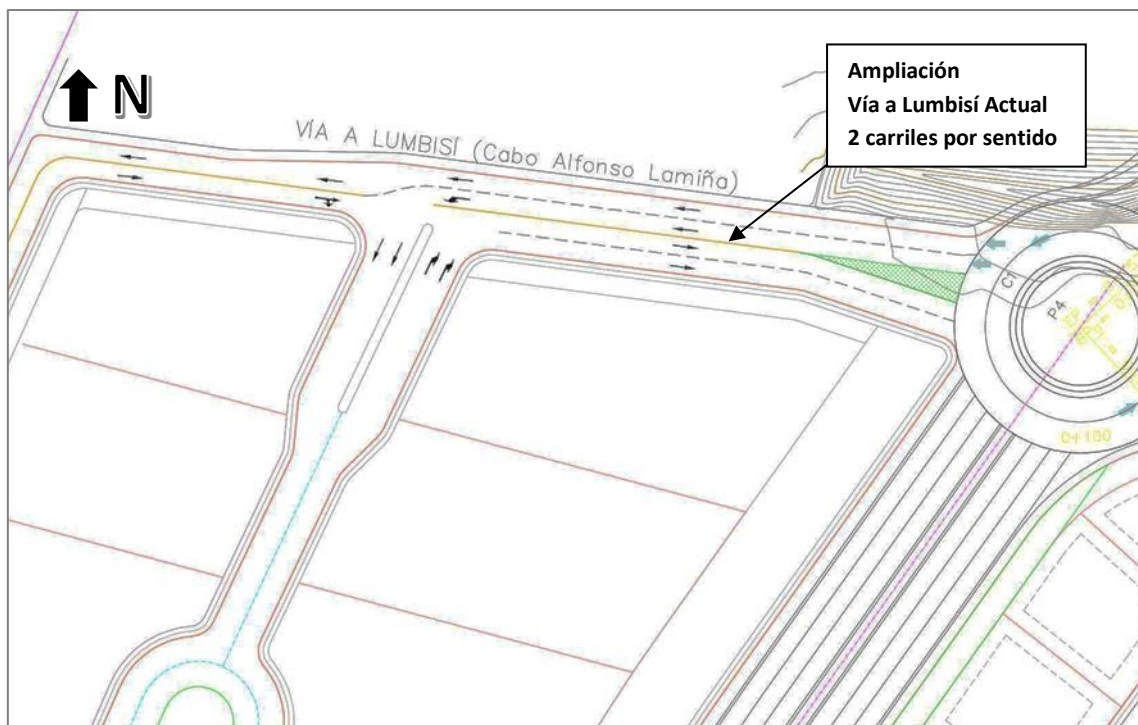 N
Ampliación
Vía a Lumbisí Actual
2 carriles por sentido
VÍA A LUMBISÍ (Cabo Alfonso Lamiña)
P4
0+100